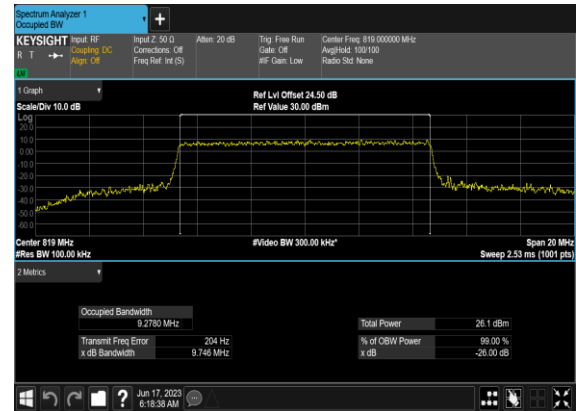 Spectrum Analyzer 1
Occupied BW
+
KEYSIGHT Input: RF Input Z: 50 Ω Atten: 20 dB Trig: Free Run Center Freq: 819.000000 MHz
R T Coupling: DC Corrections: Off Gate: Off Avg|Hold: 100/100
Align: Off Freq Ref: Int (S) #IF Gain: Low Radio Std: None
1 Graph
Ref Lvl Offset 24.50 dB
Scale/Div 10.0 dB Ref Value 30.00 dBm
Log
20.0
10.0
0.00
-10.0
-20.0
-30.0
-40.0
-50.0
-60.0
Center 819 MHz #Video BW 300.00 kHz* Span 20 MHz
#Res BW 100.00 kHz Sweep 2.53 ms (1001 pts)
2 Metrics
Occupied Bandwidth
9.2780 MHz Total Power 26.1 dBm
Transmit Freq Error 204 Hz % of OBW Power 99.00 %
x dB Bandwidth 9.746 MHz x dB -26.00 dB
? Jun 17, 2023
6:18:38 AM